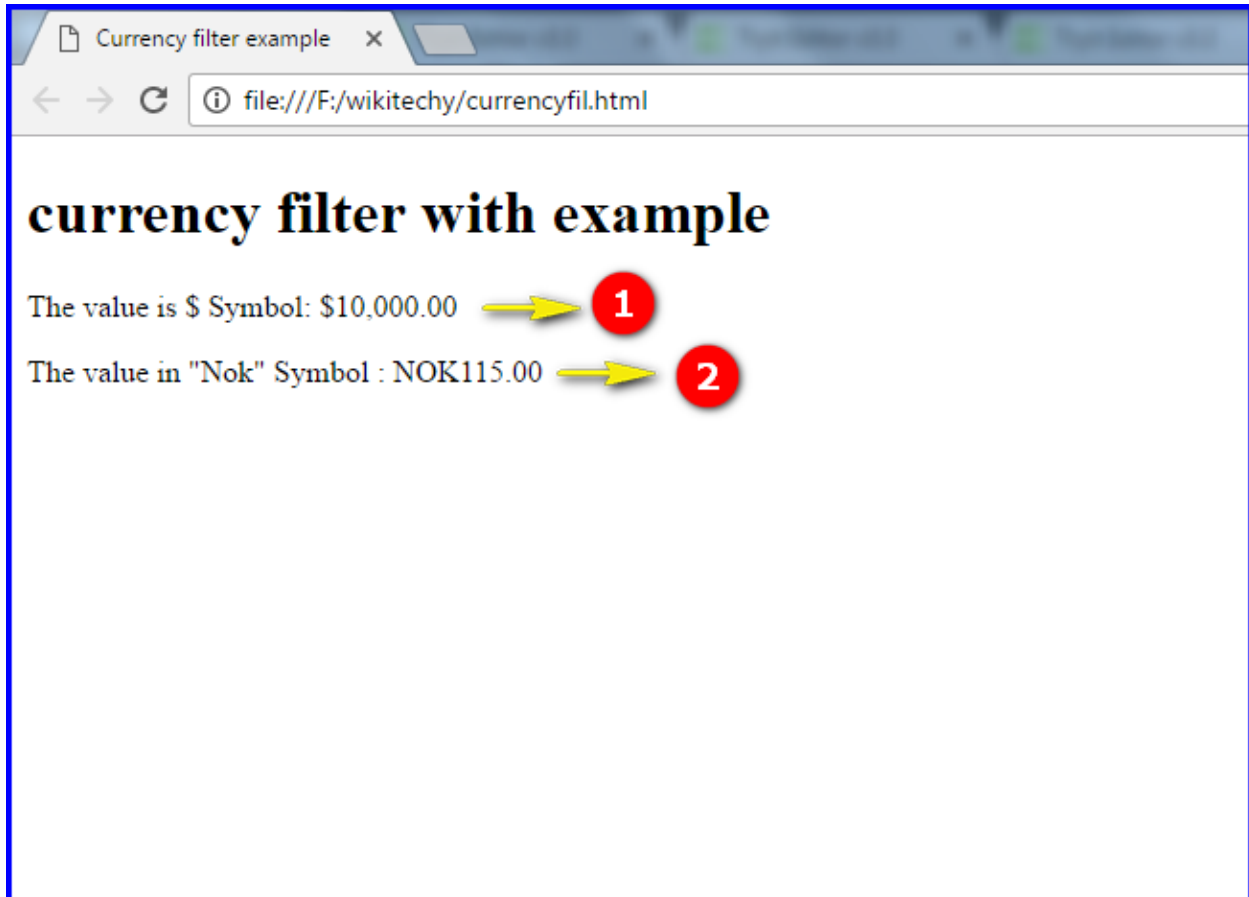 Currency filter example
file:///F:/wikitechy/currencyfil.html
currency filter with example
The value is $ Symbol: $10,000.00 1
The value in "Nok" Symbol : NOK115.00 2